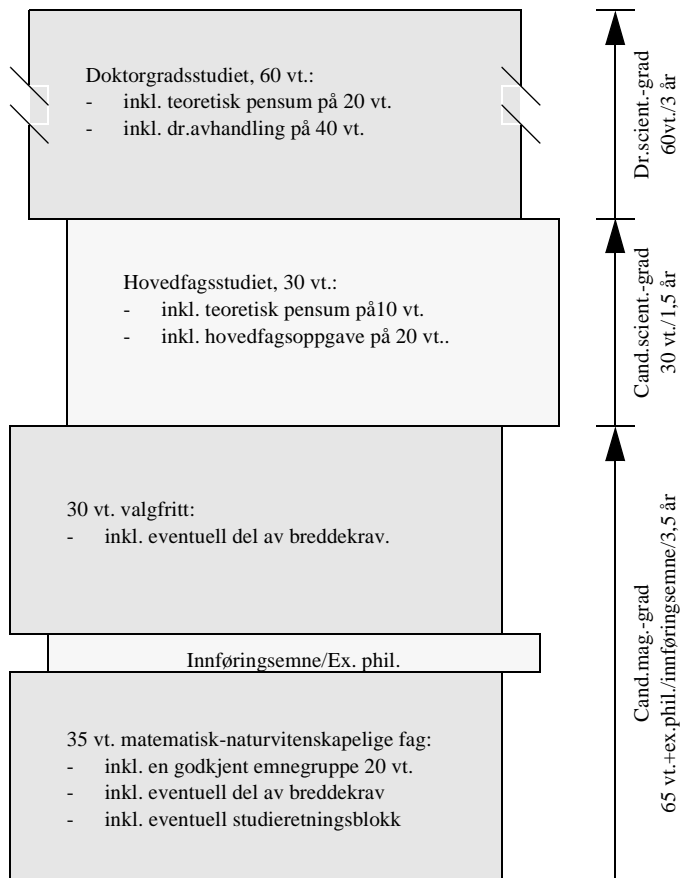 Doktorgradsstudiet, 60 vt.:
- inkl. teoretisk pensum på 20 vt.
- inkl. dr.avhandling på 40 vt.
Dr.scient.-grad
60vt./3 år
Hovedfagsstudiet, 30 vt.:
- inkl. teoretisk pensum på10 vt.
- inkl. hovedfagsoppgave på 20 vt..
Cand.scient.-grad
30 vt./1,5 år
30 vt. valgfritt:
- inkl. eventuell del av breddekrav.
Innføringsemne/Ex. phil.
35 vt. matematisk-naturvitenskapelige fag:
- inkl. en godkjent emnegruppe 20 vt.
- inkl. eventuell del av breddekrav
- inkl. eventuell studieretningsblokk
Cand.mag.-grad
65 vt.+ex.phil./innføringsemne/3,5 år